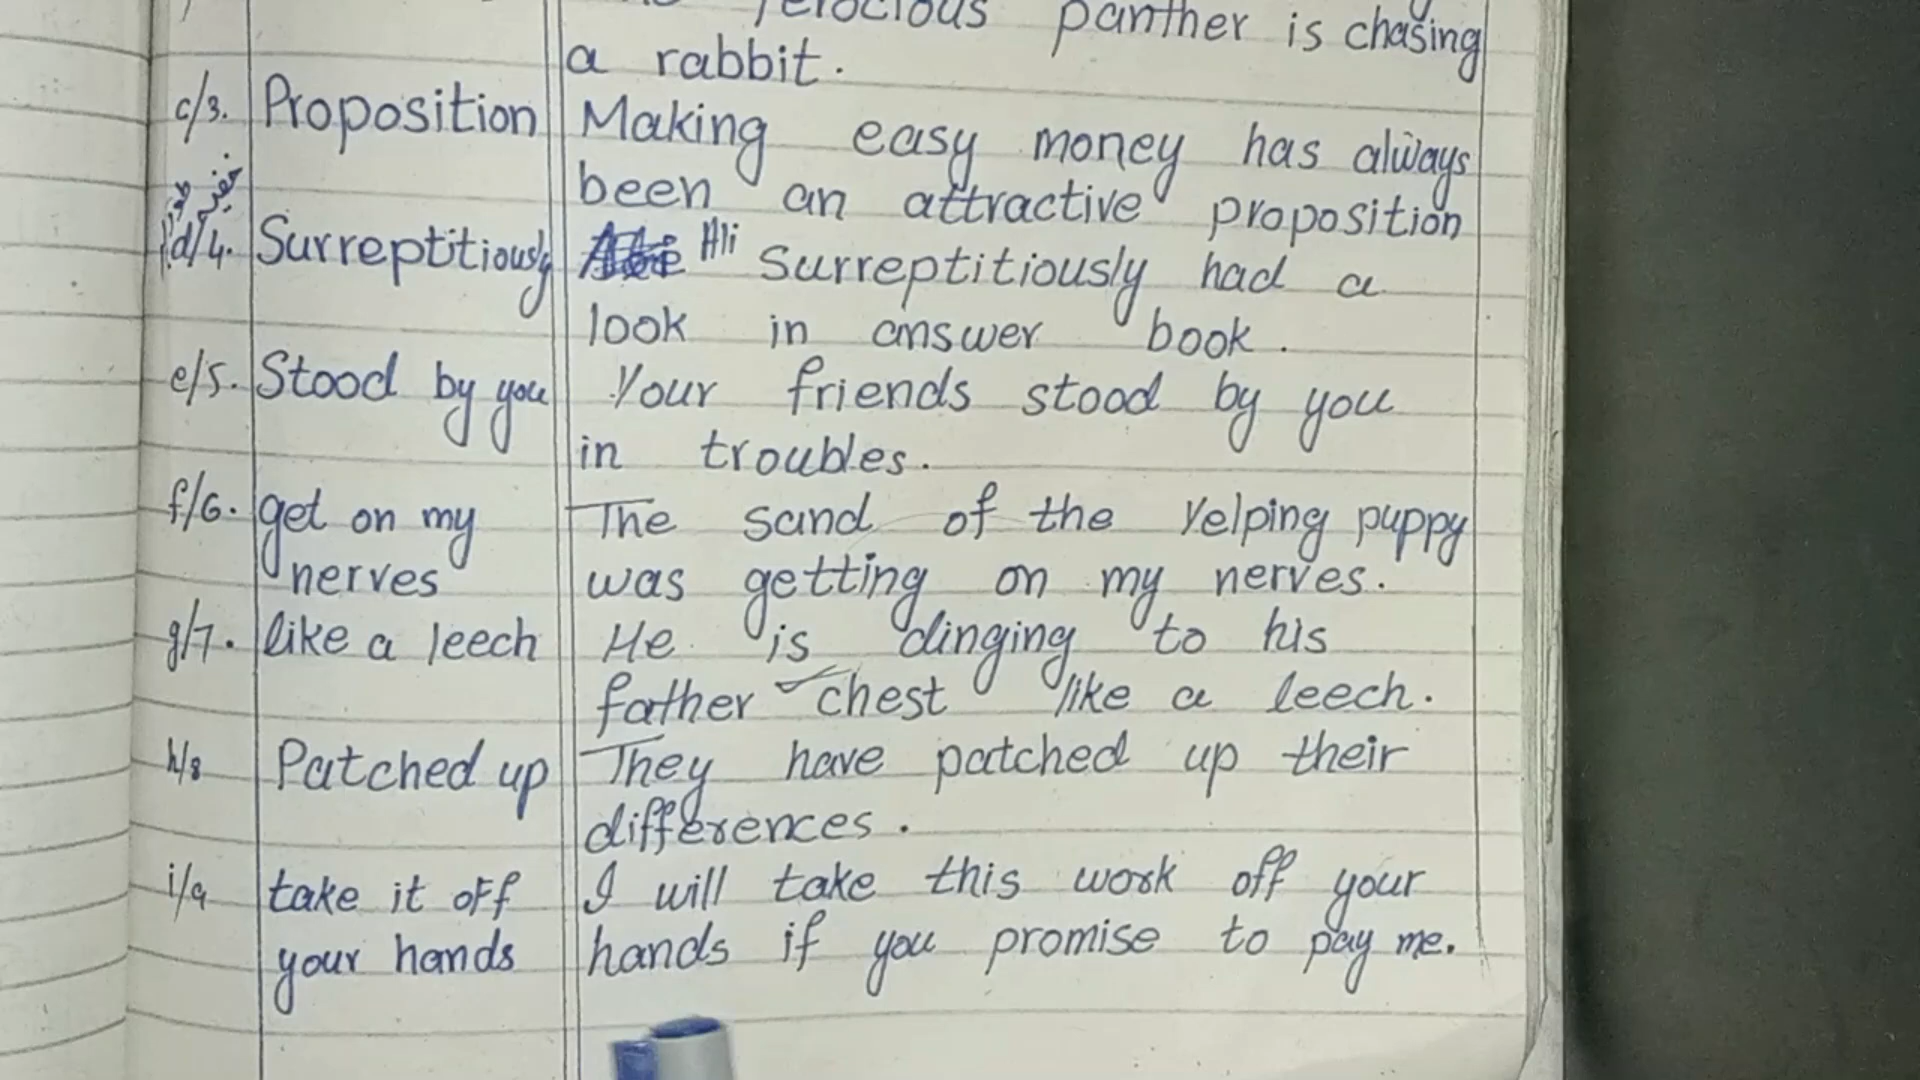 ferocious panther is chasing
a rabbit.
c/3. Proposition Making easy money has always
been an attractive proposition
خفیہ طور
d/4. Surreptitiously Ali Surreptitiously had a
look in answer book.
e/5. Stood by you Your friends stood by you
in troubles.
f/6. get on my The sand of the yelping puppy
nerves was getting on my nerves.
g/7. like a leech He is clinging to his
father chest like a leech.
h/8 Patched up They have patched up their
differences.
i/9 take it off I will take this work off your
your hands hands if you promise to pay me.